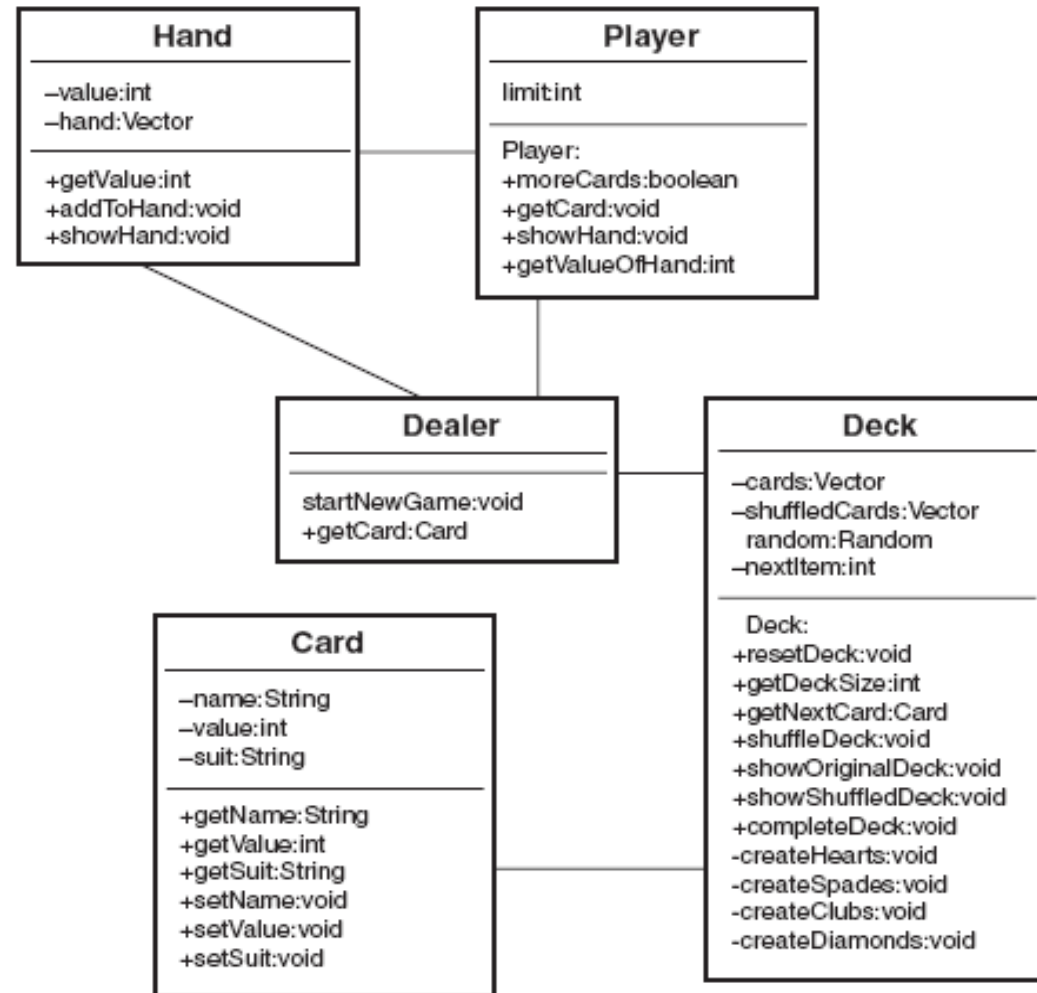 Hand
–value:int
–hand:Vector
+getValue:int
+addToHand:void
+showHand:void
Player
limit:int
Player:
+moreCards:boolean
+getCard:void
+showHand:void
+getValueOfHand:int
Dealer
startNewGame:void
+getCard:Card
Deck
–cards:Vector
–shuffledCards:Vector
random:Random
–nextItem:int
Deck:
+resetDeck:void
+getDeckSize:int
+getNextCard:Card
+shuffleDeck:void
+showOriginalDeck:void
+showShuffledDeck:void
+completeDeck:void
-createHearts:void
-createSpades:void
-createClubs:void
-createDiamonds:void
Card
–name:String
–value:int
–suit:String
+getName:String
+getValue:int
+getSuit:String
+setName:void
+setValue:void
+setSuit:void